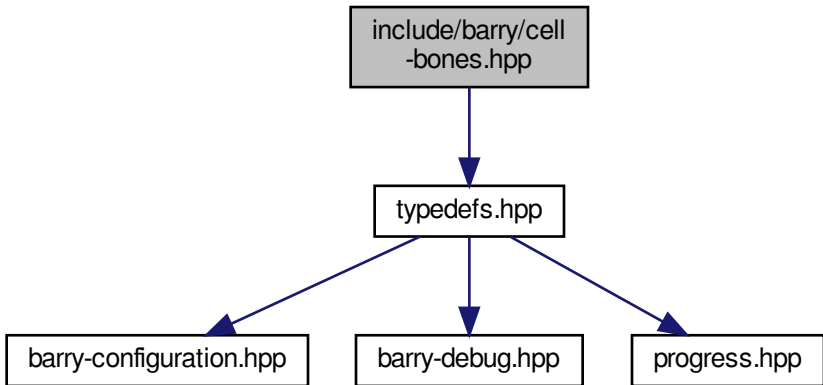 include/barry/cell
-bones.hpp
typedefs.hpp
barry-configuration.hpp
barry-debug.hpp
progress.hpp